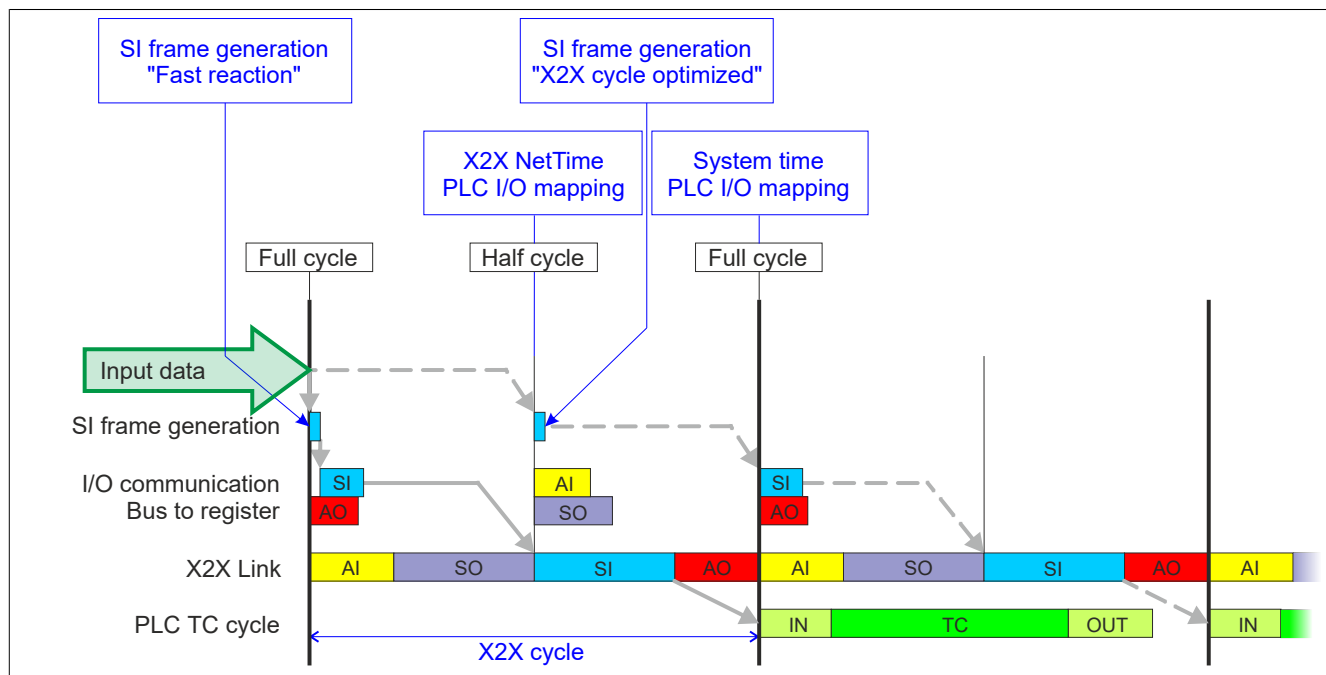 SI frame generation
"Fast reaction"
SI frame generation
"X2X cycle optimized"
X2X NetTime
PLC I/O mapping
System time
PLC I/O mapping
Full cycle
Half cycle
Full cycle
Input data
SI frame generation
I/O communication
SI
AI
SI
Bus to register
AO
SO
AO
X2X Link
AI
SO
SI
AO
AI
SO
SI
AO
AI
PLC TC cycle
IN
TC
OUT
IN
X2X cycle